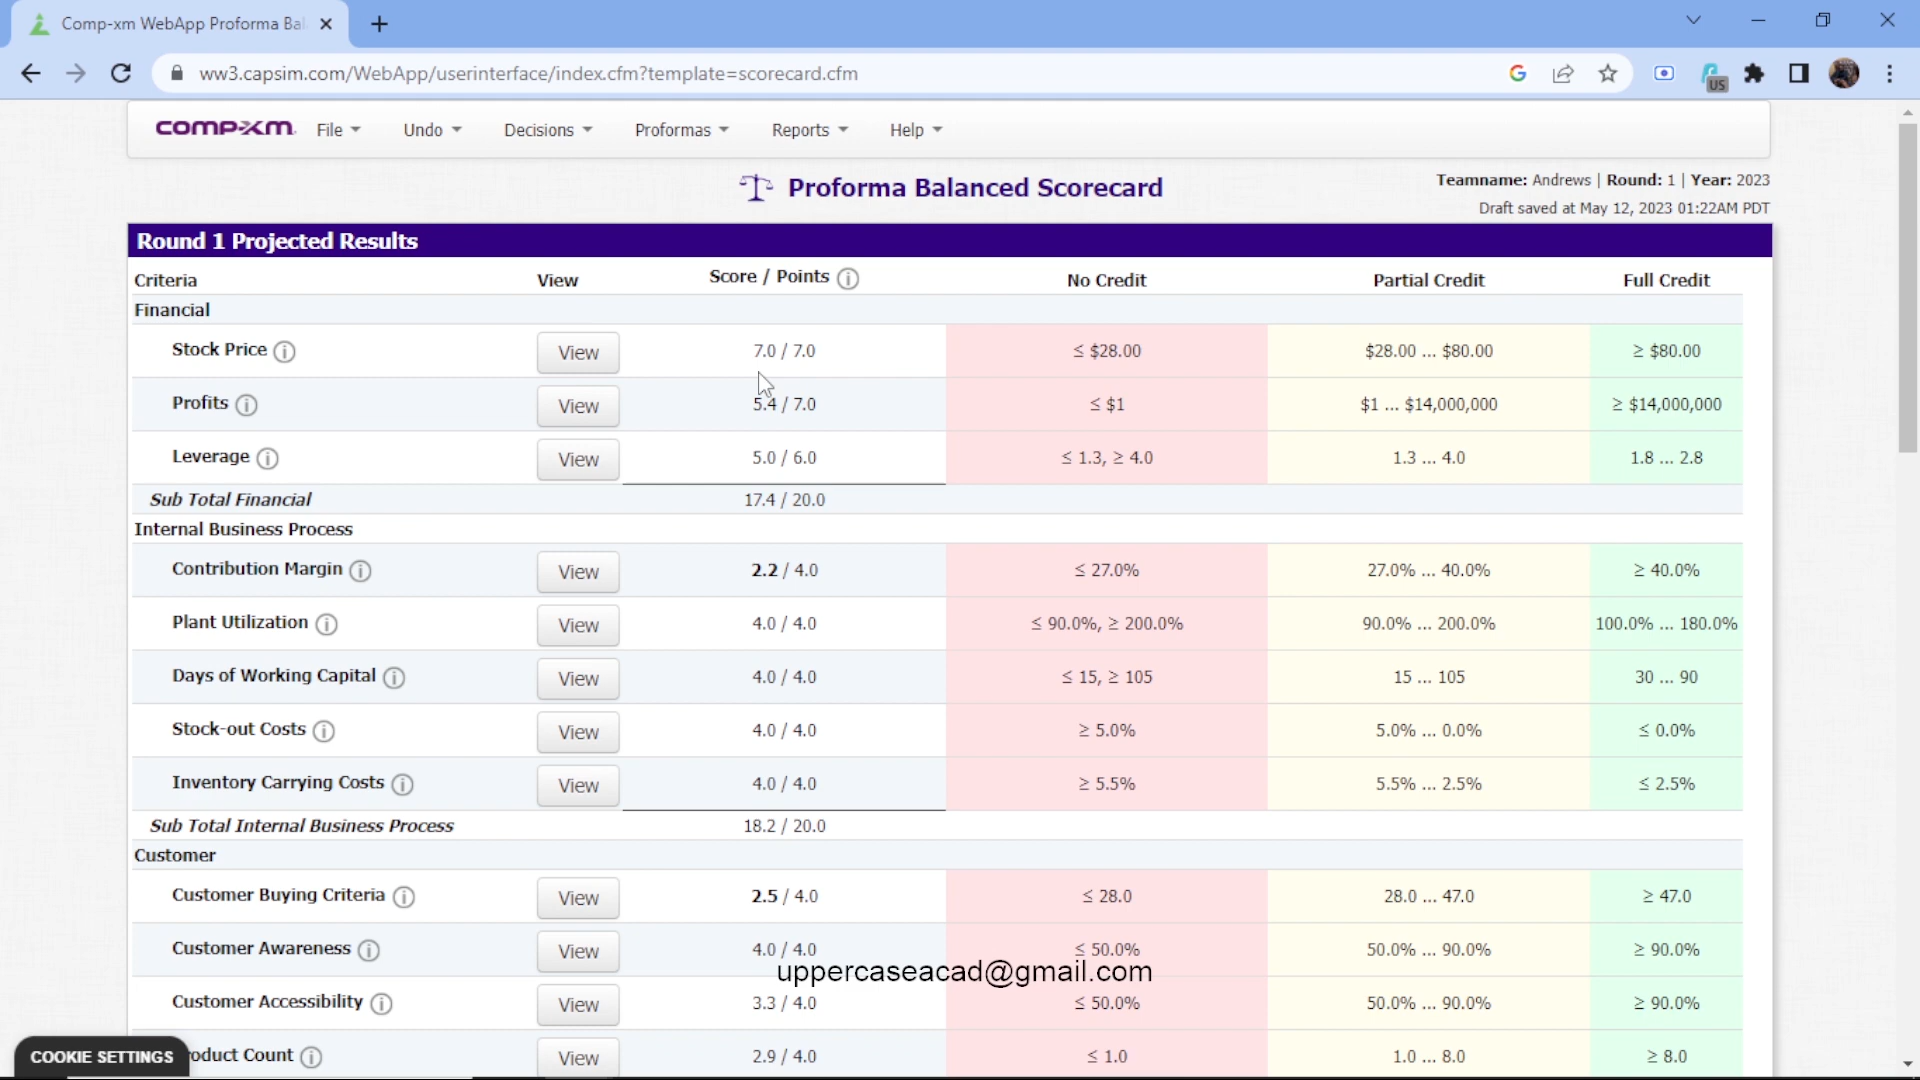 Comp-xm WebApp Proforma Bal
ww3.capsim.com/WebApp/userinterface/index.cfm?template=scorecard.cfm
US
COMP-XM File Undo Decisions Proformas Reports Help
Proforma Balanced Scorecard
Teamname: Andrews | Round: 1 | Year: 2023
Draft saved at May 12, 2023 01:22AM PDT
Round 1 Projected Results
Criteria View Score / Points No Credit Partial Credit Full Credit
Financial
Stock Price View 7.0 / 7.0 ≤ $28.00 $28.00 ... $80.00 ≥ $80.00
Profits View 5.4 / 7.0 ≤ $1 $1 ... $14,000,000 ≥ $14,000,000
Leverage View 5.0 / 6.0 ≤ 1.3, ≥ 4.0 1.3 ... 4.0 1.8 ... 2.8
Sub Total Financial 17.4 / 20.0
Internal Business Process
Contribution Margin View 2.2 / 4.0 ≤ 27.0% 27.0% ... 40.0% ≥ 40.0%
Plant Utilization View 4.0 / 4.0 ≤ 90.0%, ≥ 200.0% 90.0% ... 200.0% 100.0% ... 180.0%
Days of Working Capital View 4.0 / 4.0 ≤ 15, ≥ 105 15 ... 105 30 ... 90
Stock-out Costs View 4.0 / 4.0 ≥ 5.0% 5.0% ... 0.0% ≤ 0.0%
Inventory Carrying Costs View 4.0 / 4.0 ≥ 5.5% 5.5% ... 2.5% ≤ 2.5%
Sub Total Internal Business Process 18.2 / 20.0
Customer
Customer Buying Criteria View 2.5 / 4.0 ≤ 28.0 28.0 ... 47.0 ≥ 47.0
Customer Awareness View 4.0 / 4.0 ≤ 50.0% 50.0% ... 90.0% ≥ 90.0%
uppercaseacad@gmail.com
Customer Accessibility View 3.3 / 4.0 ≤ 50.0% 50.0% ... 90.0% ≥ 90.0%
COOKIE SETTINGS oduct Count View 2.9 / 4.0 ≤ 1.0 1.0 ... 8.0 ≥ 8.0